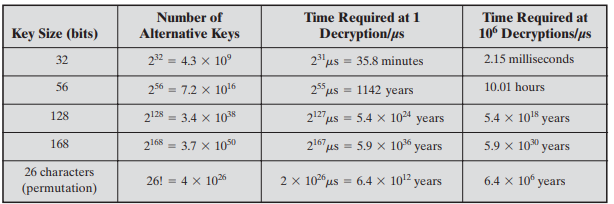 Key Size (bits) | Number of Alternative Keys | Time Required at 1 Decryption/μs | Time Required at 10⁶ Decryptions/μs
32 | 2³² = 4.3 × 10⁹ | 2³¹μs = 35.8 minutes | 2.15 milliseconds
56 | 2⁵⁶ = 7.2 × 10¹⁶ | 2⁵⁵μs = 1142 years | 10.01 hours
128 | 2¹²⁸ = 3.4 × 10³⁸ | 2¹²⁷μs = 5.4 × 10²⁴ years | 5.4 × 10¹⁸ years
168 | 2¹⁶⁸ = 3.7 × 10⁵⁰ | 2¹⁶⁷μs = 5.9 × 10³⁶ years | 5.9 × 10³⁰ years
26 characters (permutation) | 26! = 4 × 10²⁶ | 2 × 10²⁶μs = 6.4 × 10¹² years | 6.4 × 10⁶ years